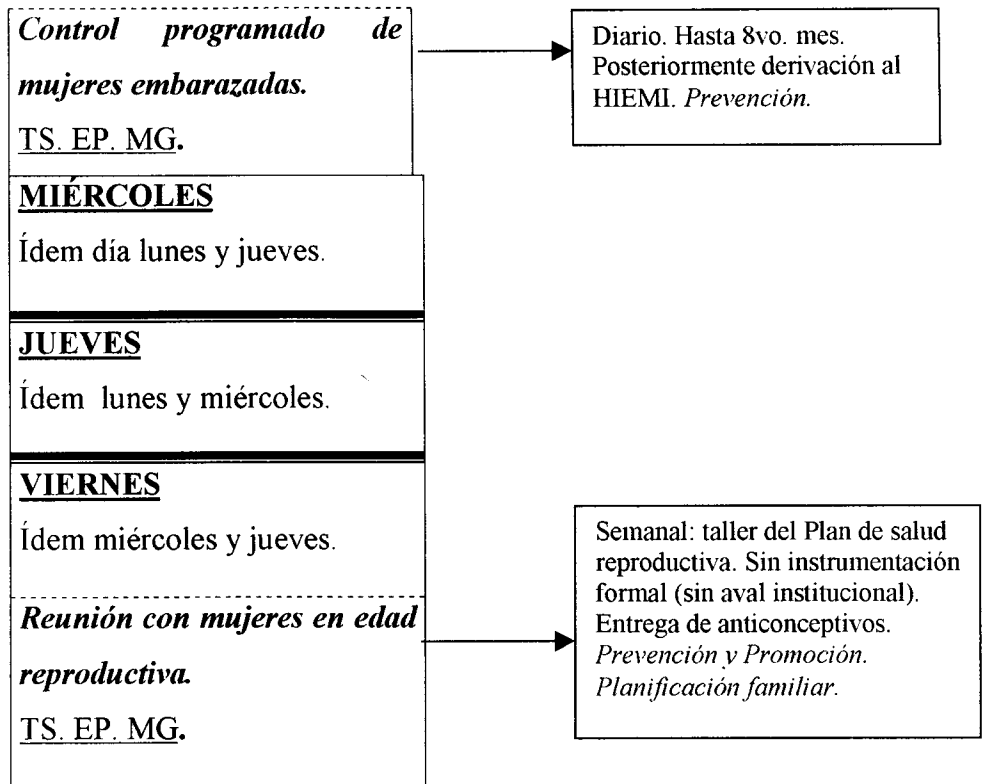 Control programado de
mujeres embarazadas.
TS. EP. MG.
Diario. Hasta 8vo. mes.
Posteriormente derivación al
HIEMI. Prevención.
MIÉRCOLES
Ídem día lunes y jueves.
JUEVES
Ídem lunes y miércoles.
VIERNES
Ídem miércoles y jueves.
Reunión con mujeres en edad
reproductiva.
TS. EP. MG.
Semanal: taller del Plan de salud
reproductiva. Sin instrumentación
formal (sin aval institucional).
Entrega de anticonceptivos.
Prevención y Promoción.
Planificación familiar.